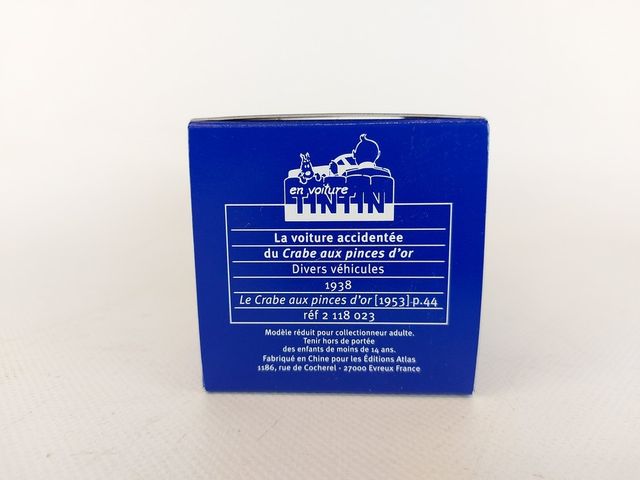 en voiture
TINTIN
La voiture accidentée
du Crabe aux pinces d'or
Divers véhicules
1938
Le Crabe aux pinces d'or [1953] p.44
réf 2 118 023
Modèle réduit pour collectionneur adulte.
Tenir hors de portée
des enfants de moins de 14 ans.
Fabriqué en Chine pour les Éditions Atlas
1186, rue de Cocherel - 27000 Evreux France